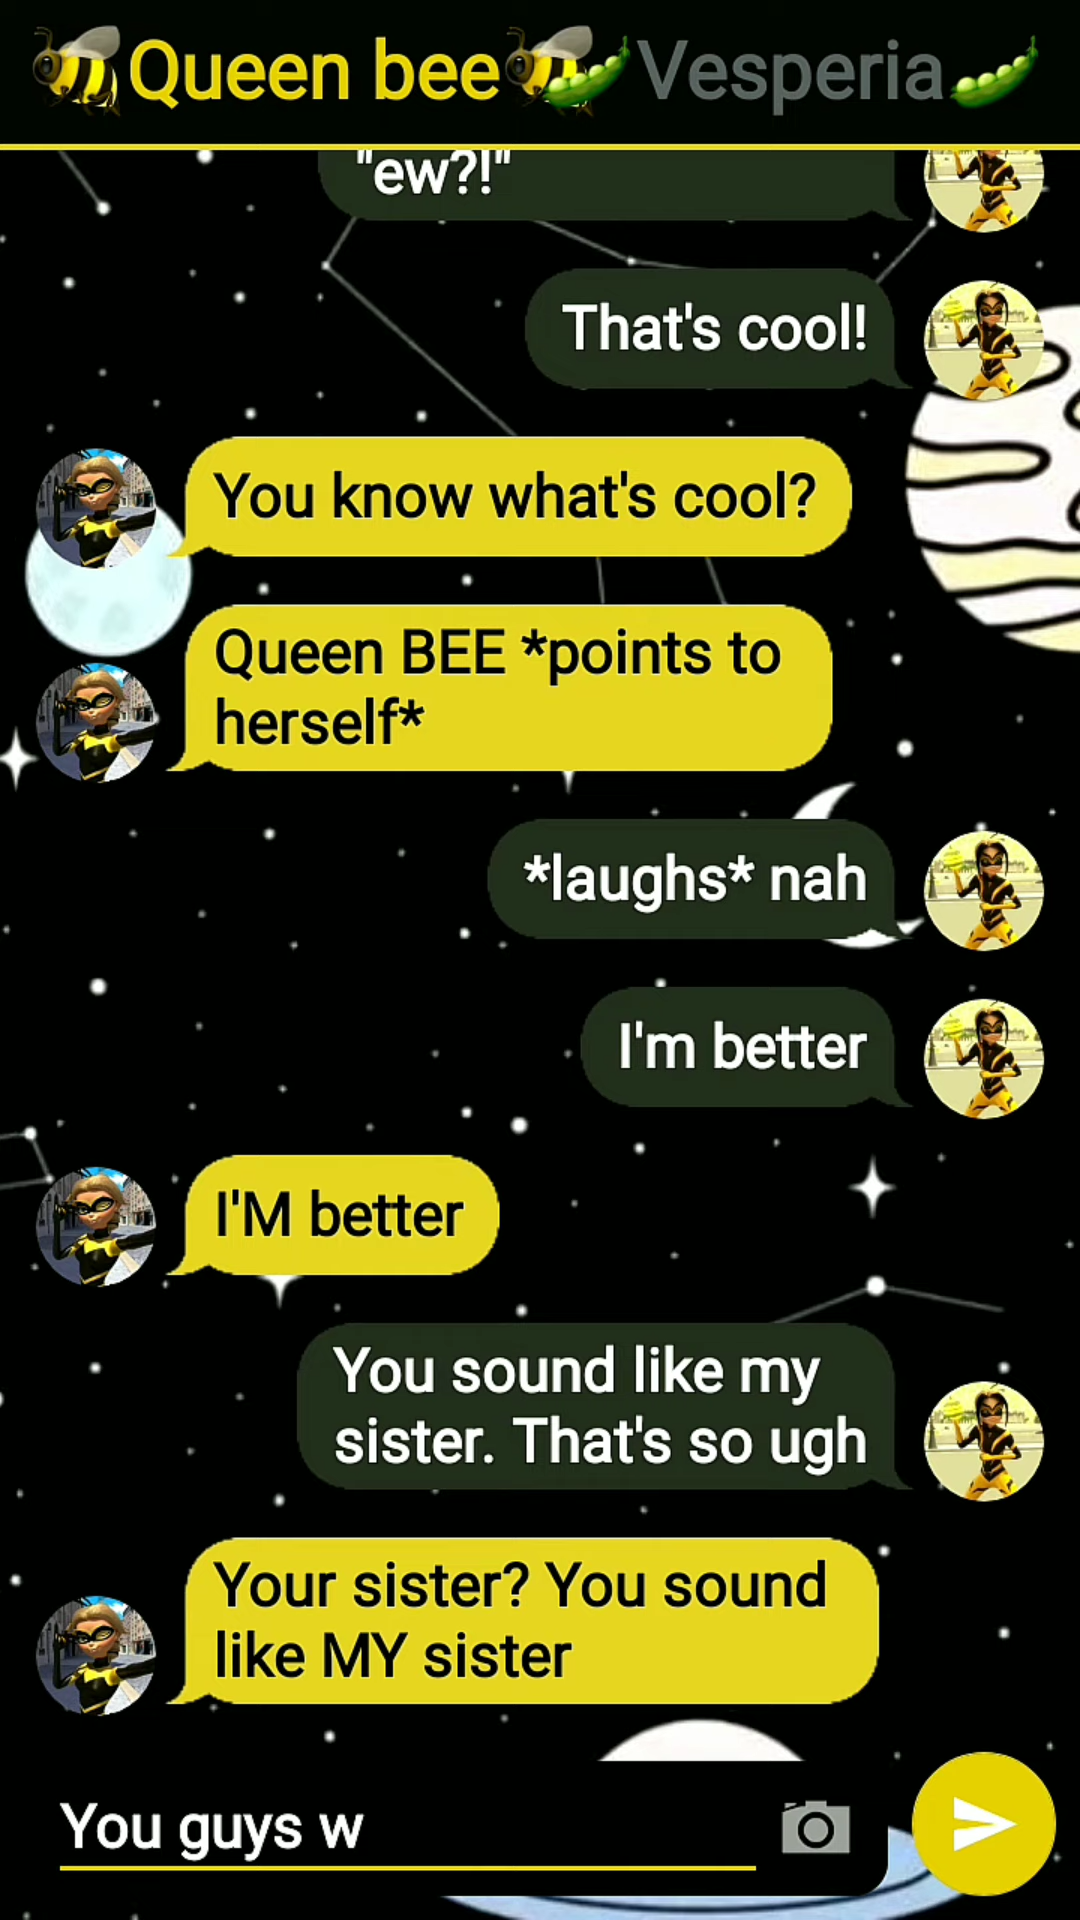 🐝Queen bee🐝🫛Vesperia🫛
"ew?!"
That's cool!
You know what's cool?
Queen BEE *points to
herself*
*laughs* nah
I'm better
I'M better
You sound like my
sister. That's so ugh
Your sister? You sound
like MY sister
You guys w